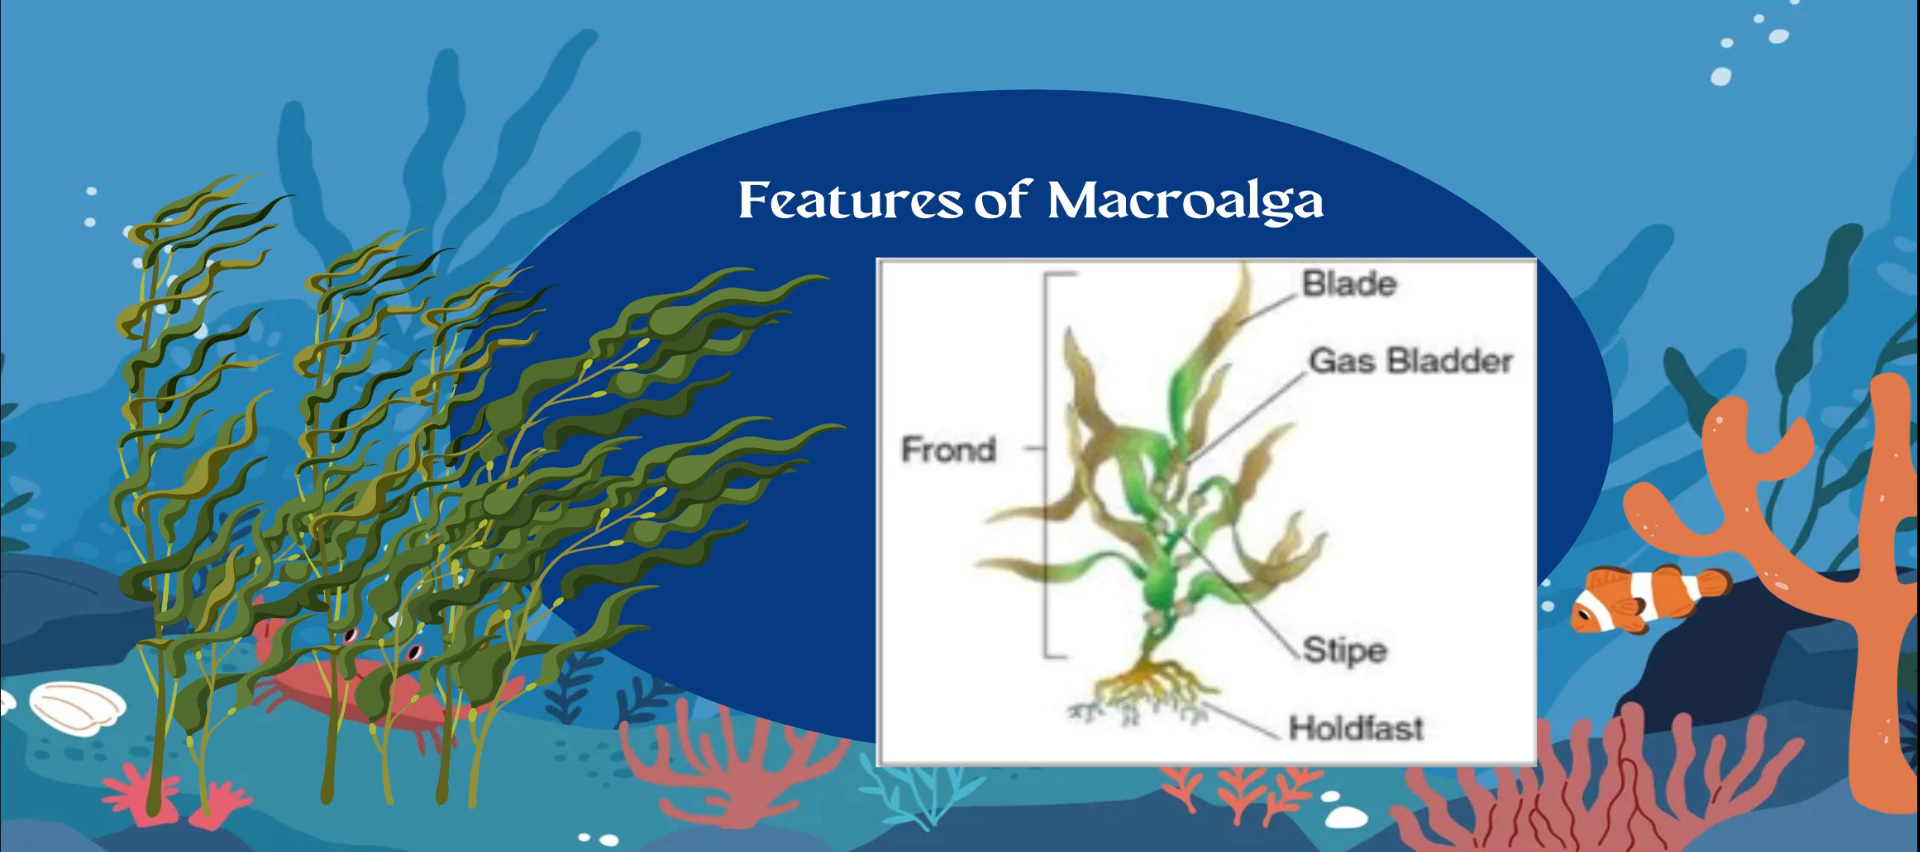 Features of Macroalga
Blade
Gas Bladder
Frond
Stipe
Holdfast